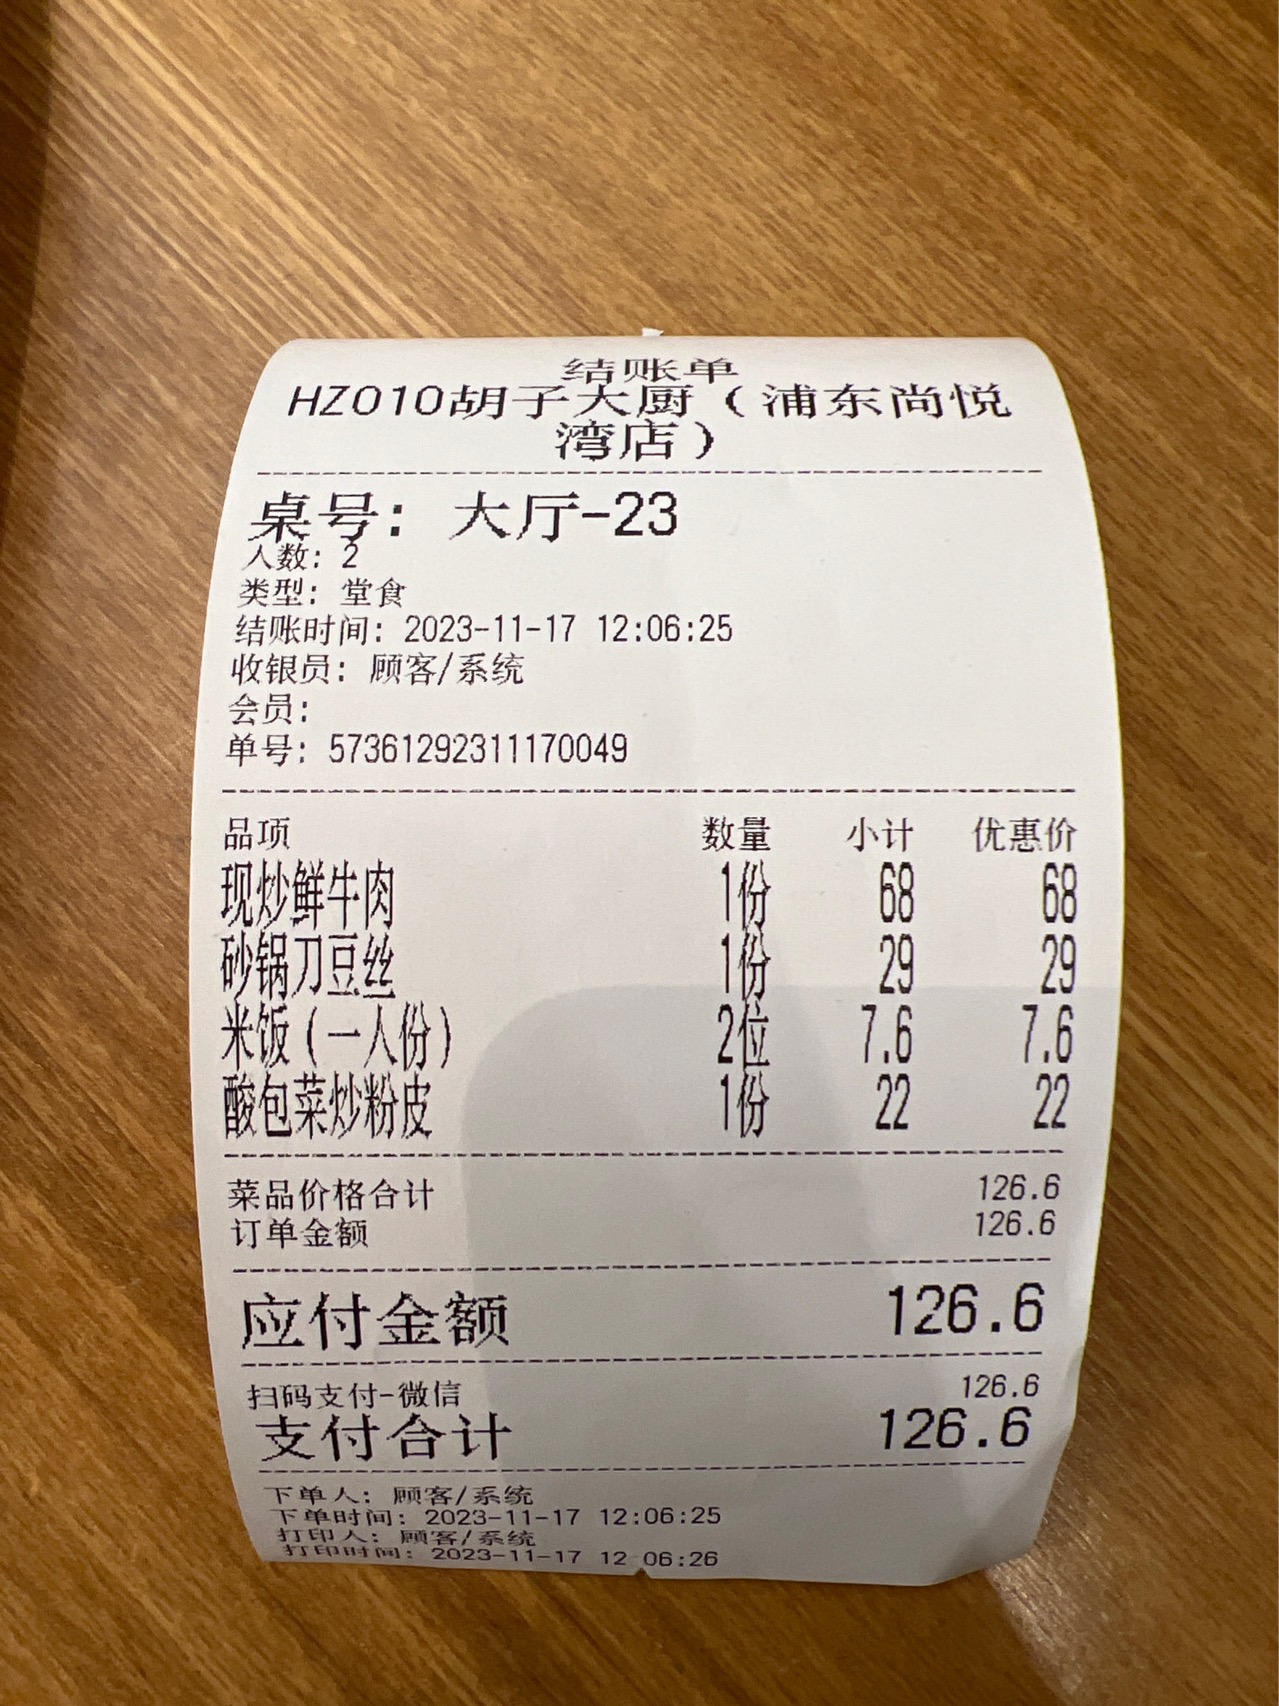 结账单
HZ010胡子大厨（浦东尚悦
湾店）
桌号：大厅-23
人数：2
类型：堂食
结账时间：2023-11-17 12:06:25
收银员：顾客/系统
会员：
单号：57361292311170049
品项 数量 小计 优惠价
现炒鲜牛肉 1份 68 68
砂锅刀豆丝 1份 29 29
米饭（一人份） 2位 7.6 7.6
酸包菜炒粉皮 1份 22 22
菜品价格合计 126.6
订单金额 126.6
应付金额 126.6
扫码支付-微信 126.6
支付合计 126.6
下单人：顾客/系统
下单时间：2023-11-17 12:06:25
打印人：顾客/系统
打印时间：2023-11-17 12:06:26